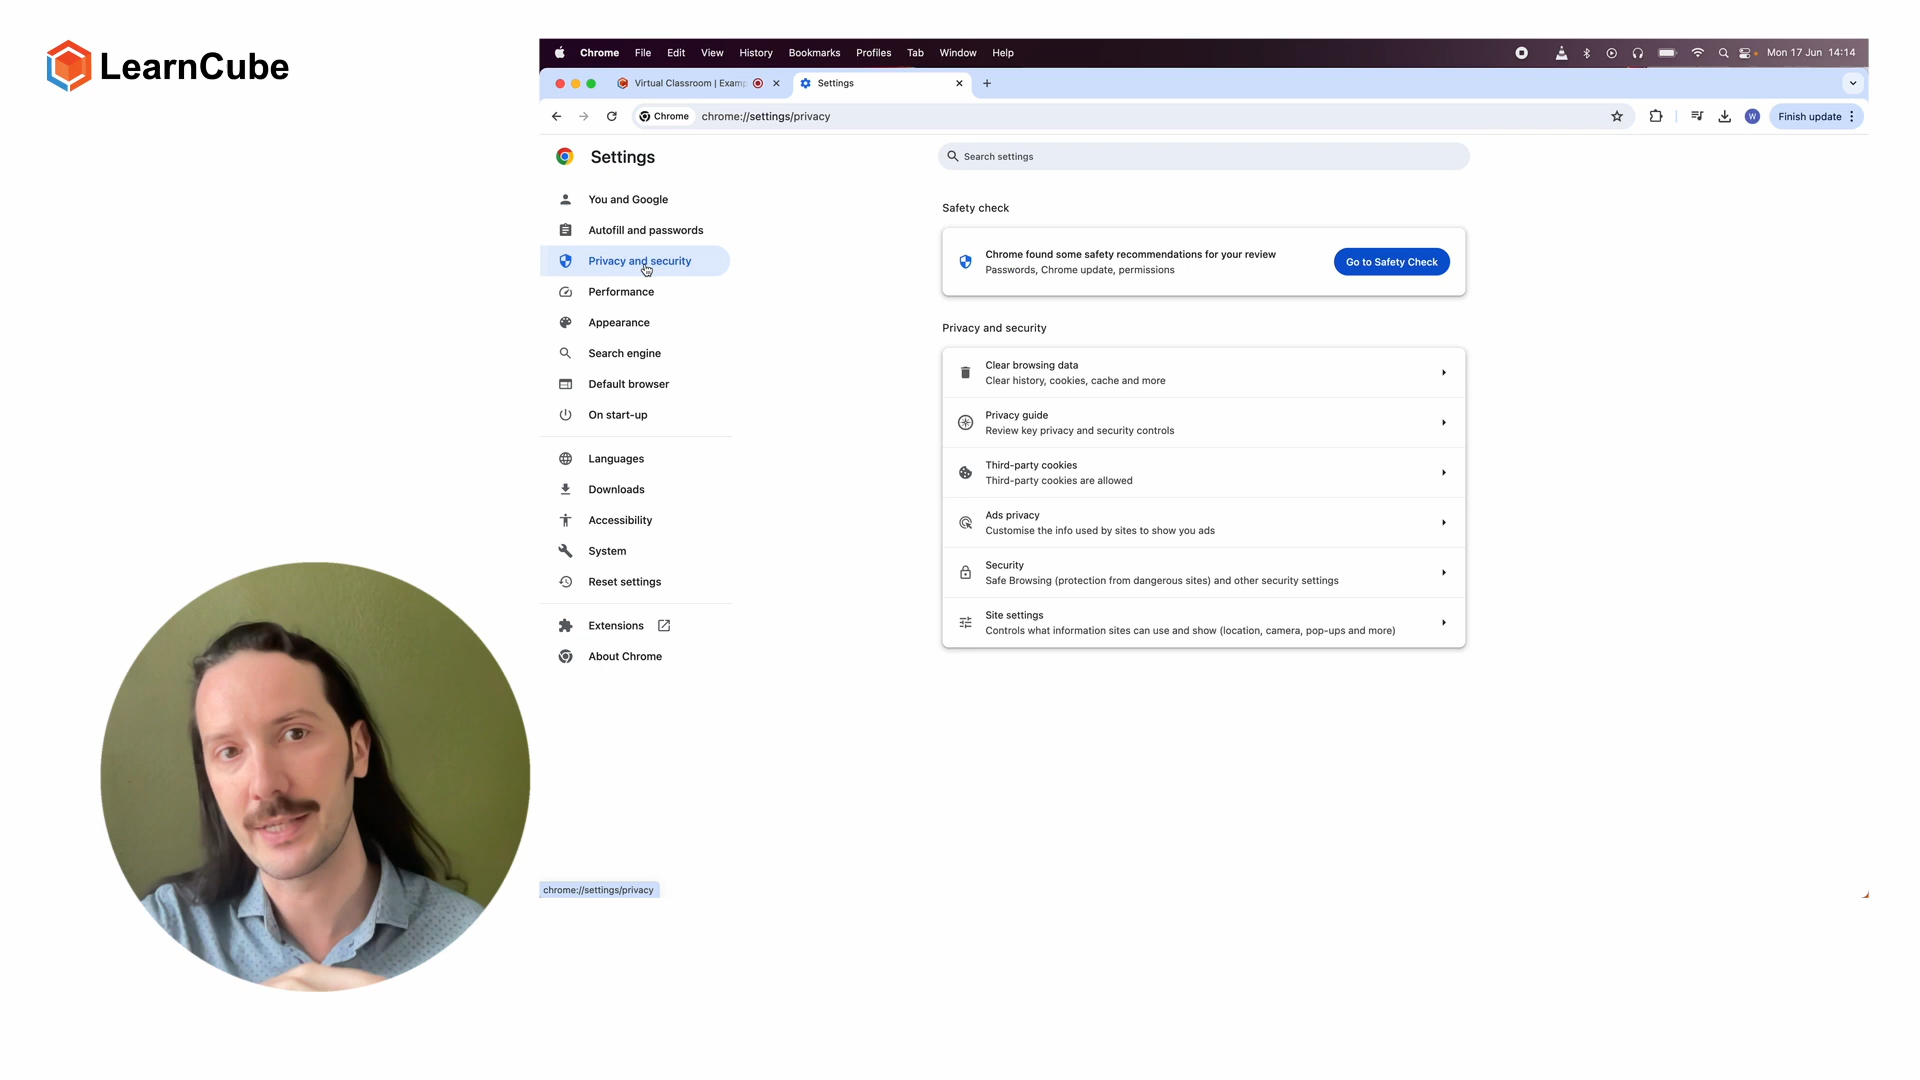 LearnCube
Chrome File Edit View History Bookmarks Profiles Tab Window Help Mon 17 Jun 14:14
Virtual Classroom | Examp Settings
Chrome chrome://settings/privacy W Finish update
Settings
Search settings
You and Google
Autofill and passwords
Privacy and security
Performance
Appearance
Search engine
Default browser
On start-up
Languages
Downloads
Accessibility
System
Reset settings
Extensions
About Chrome
Safety check
Chrome found some safety recommendations for your review
Passwords, Chrome update, permissions
Go to Safety Check
Privacy and security
Clear browsing data
Clear history, cookies, cache and more
Privacy guide
Review key privacy and security controls
Third-party cookies
Third-party cookies are allowed
Ads privacy
Customise the info used by sites to show you ads
Security
Safe Browsing (protection from dangerous sites) and other security settings
Site settings
Controls what information sites can use and show (location, camera, pop-ups and more)
chrome://settings/privacy